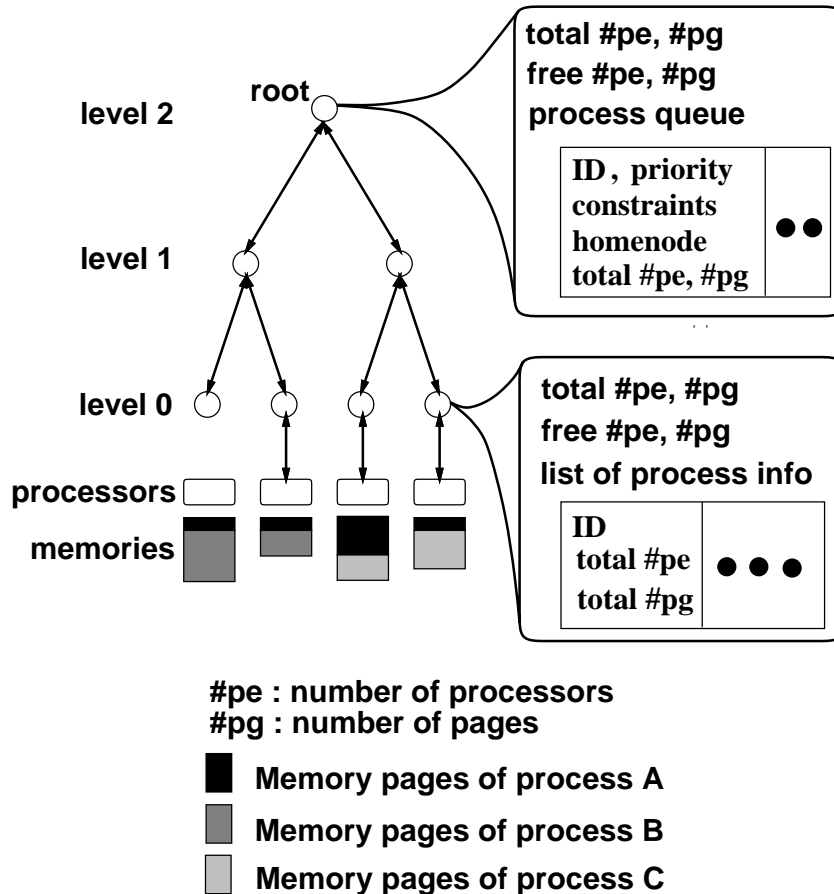 total #pe, #pg
free #pe, #pg
process queue
ID, priority
constraints
homenode
total #pe, #pg
root
level 2
level 1
level 0
total #pe, #pg
free #pe, #pg
list of process info
ID
total #pe
total #pg
processors
memories
#pe : number of processors
#pg : number of pages
Memory pages of process A
Memory pages of process B
Memory pages of process C